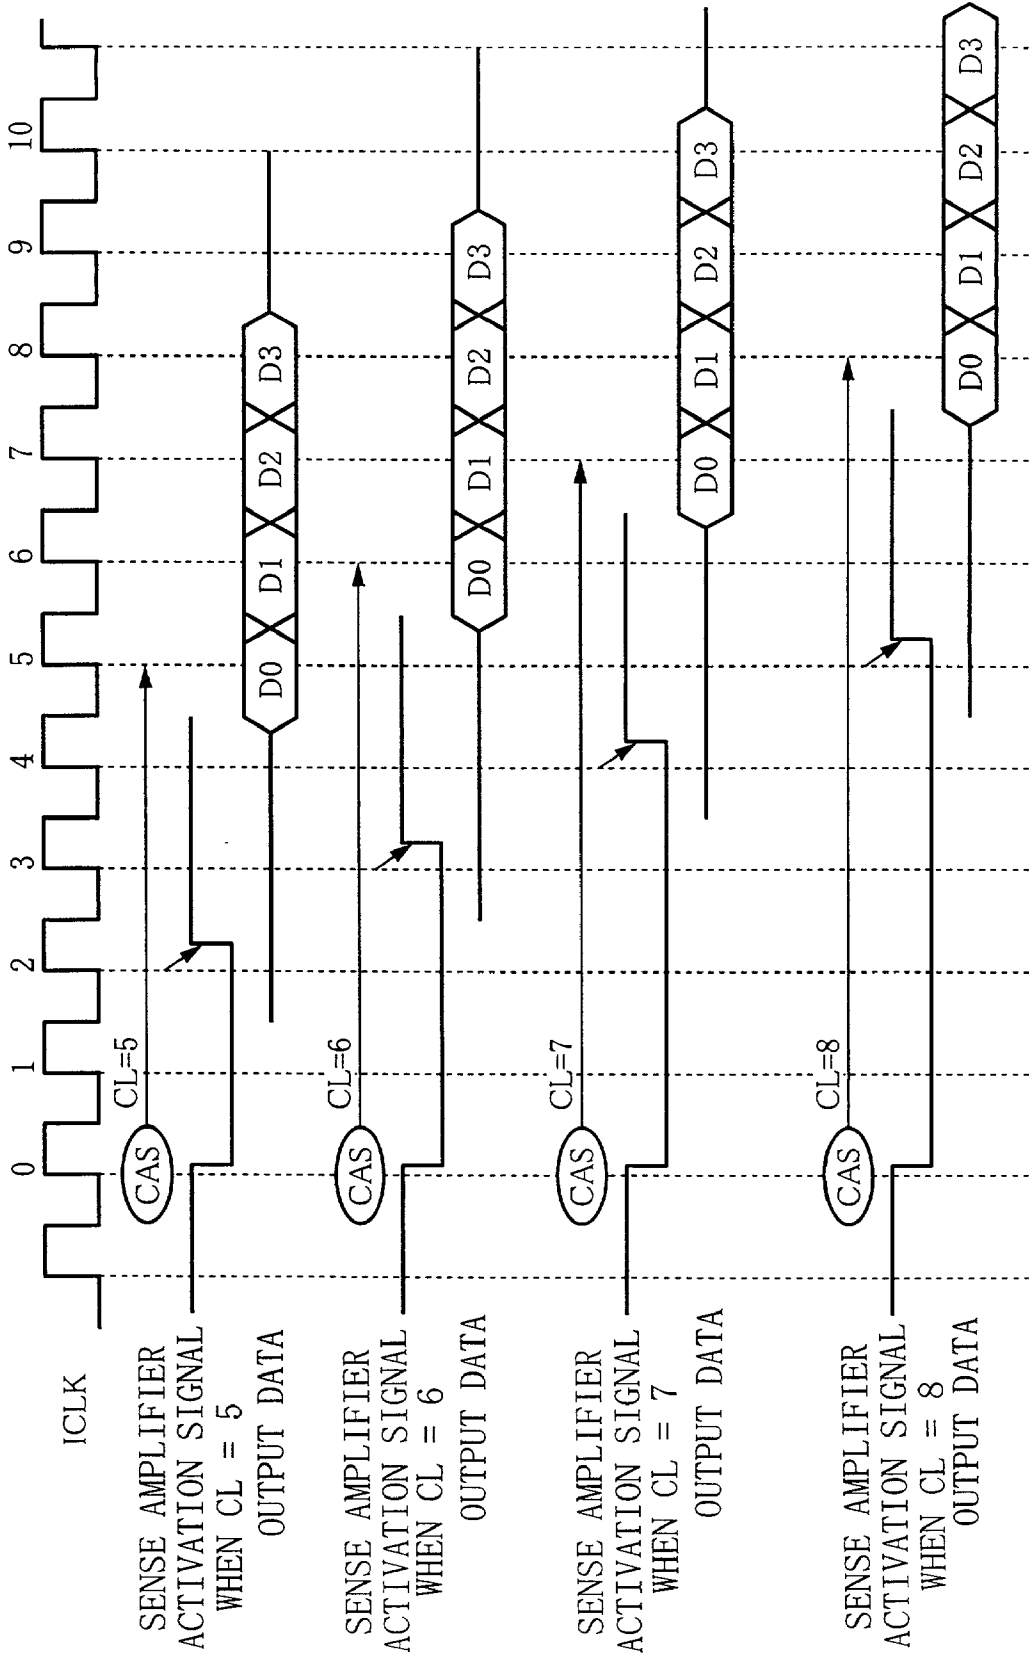 ICLK
0 1 2 3 4 5 6 7 8 9 10
CAS
CL=5
SENSE AMPLIFIER
ACTIVATION SIGNAL
WHEN CL = 5
OUTPUT DATA
D0 D1 D2 D3
CAS
CL=6
SENSE AMPLIFIER
ACTIVATION SIGNAL
WHEN CL = 6
OUTPUT DATA
D0 D1 D2 D3
CAS
CL=7
SENSE AMPLIFIER
ACTIVATION SIGNAL
WHEN CL = 7
OUTPUT DATA
D0 D1 D2 D3
CAS
CL=8
SENSE AMPLIFIER
ACTIVATION SIGNAL
WHEN CL = 8
OUTPUT DATA
D0 D1 D2 D3